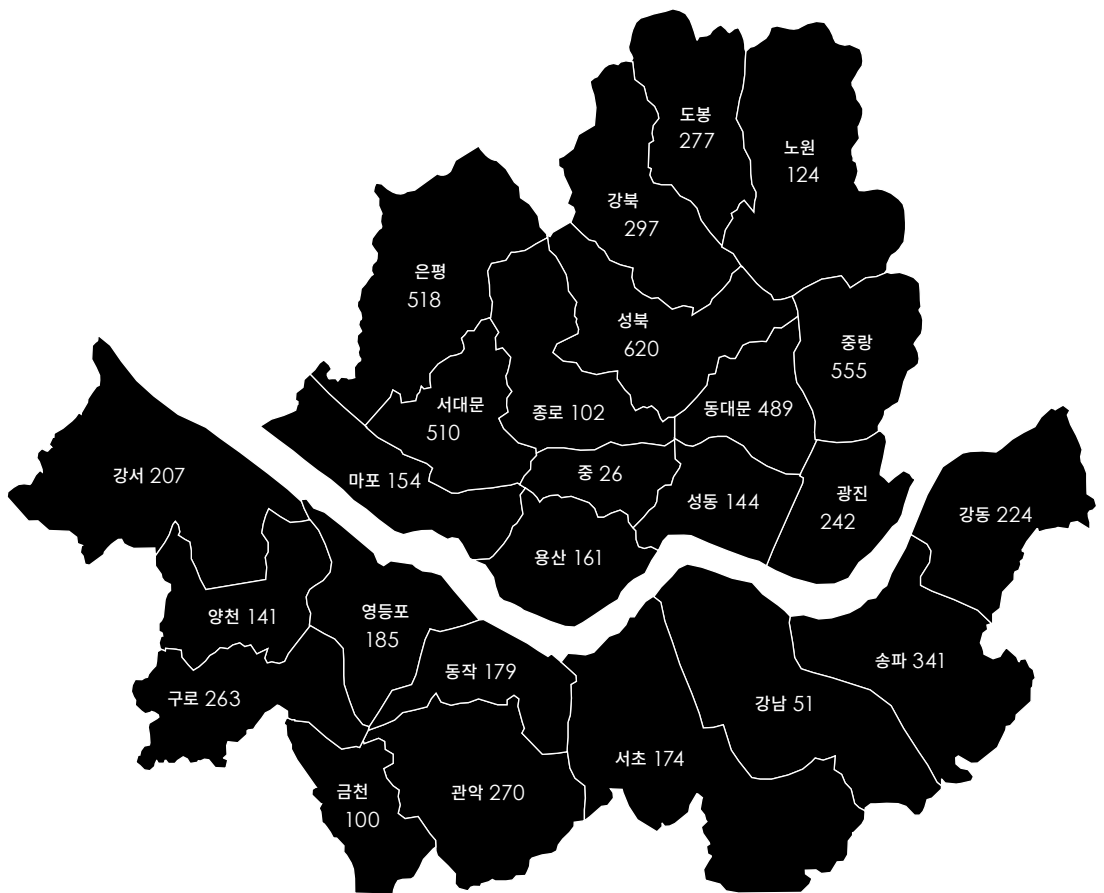 도봉
277
노원
124
강북
297
은평
518
성북
620
중랑
555
서대문
510
종로 102
동대문 489
마포 154
중 26
성동 144
광진
242
강서 207
강동 224
용산 161
양천 141
영등포
185
동작 179
송파 341
구로 263
강남 51
서초 174
금천
100
관악 270